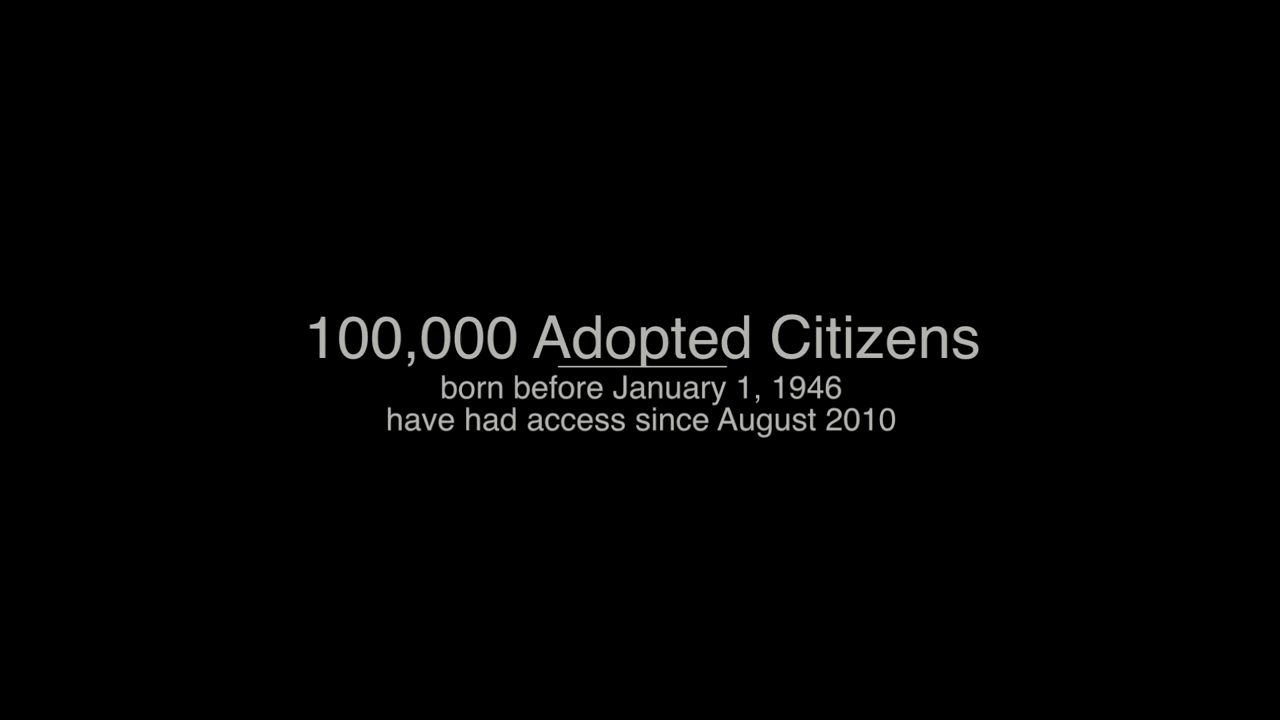 100,000 Adopted Citizens
born before January 1, 1946
have had access since August 2010